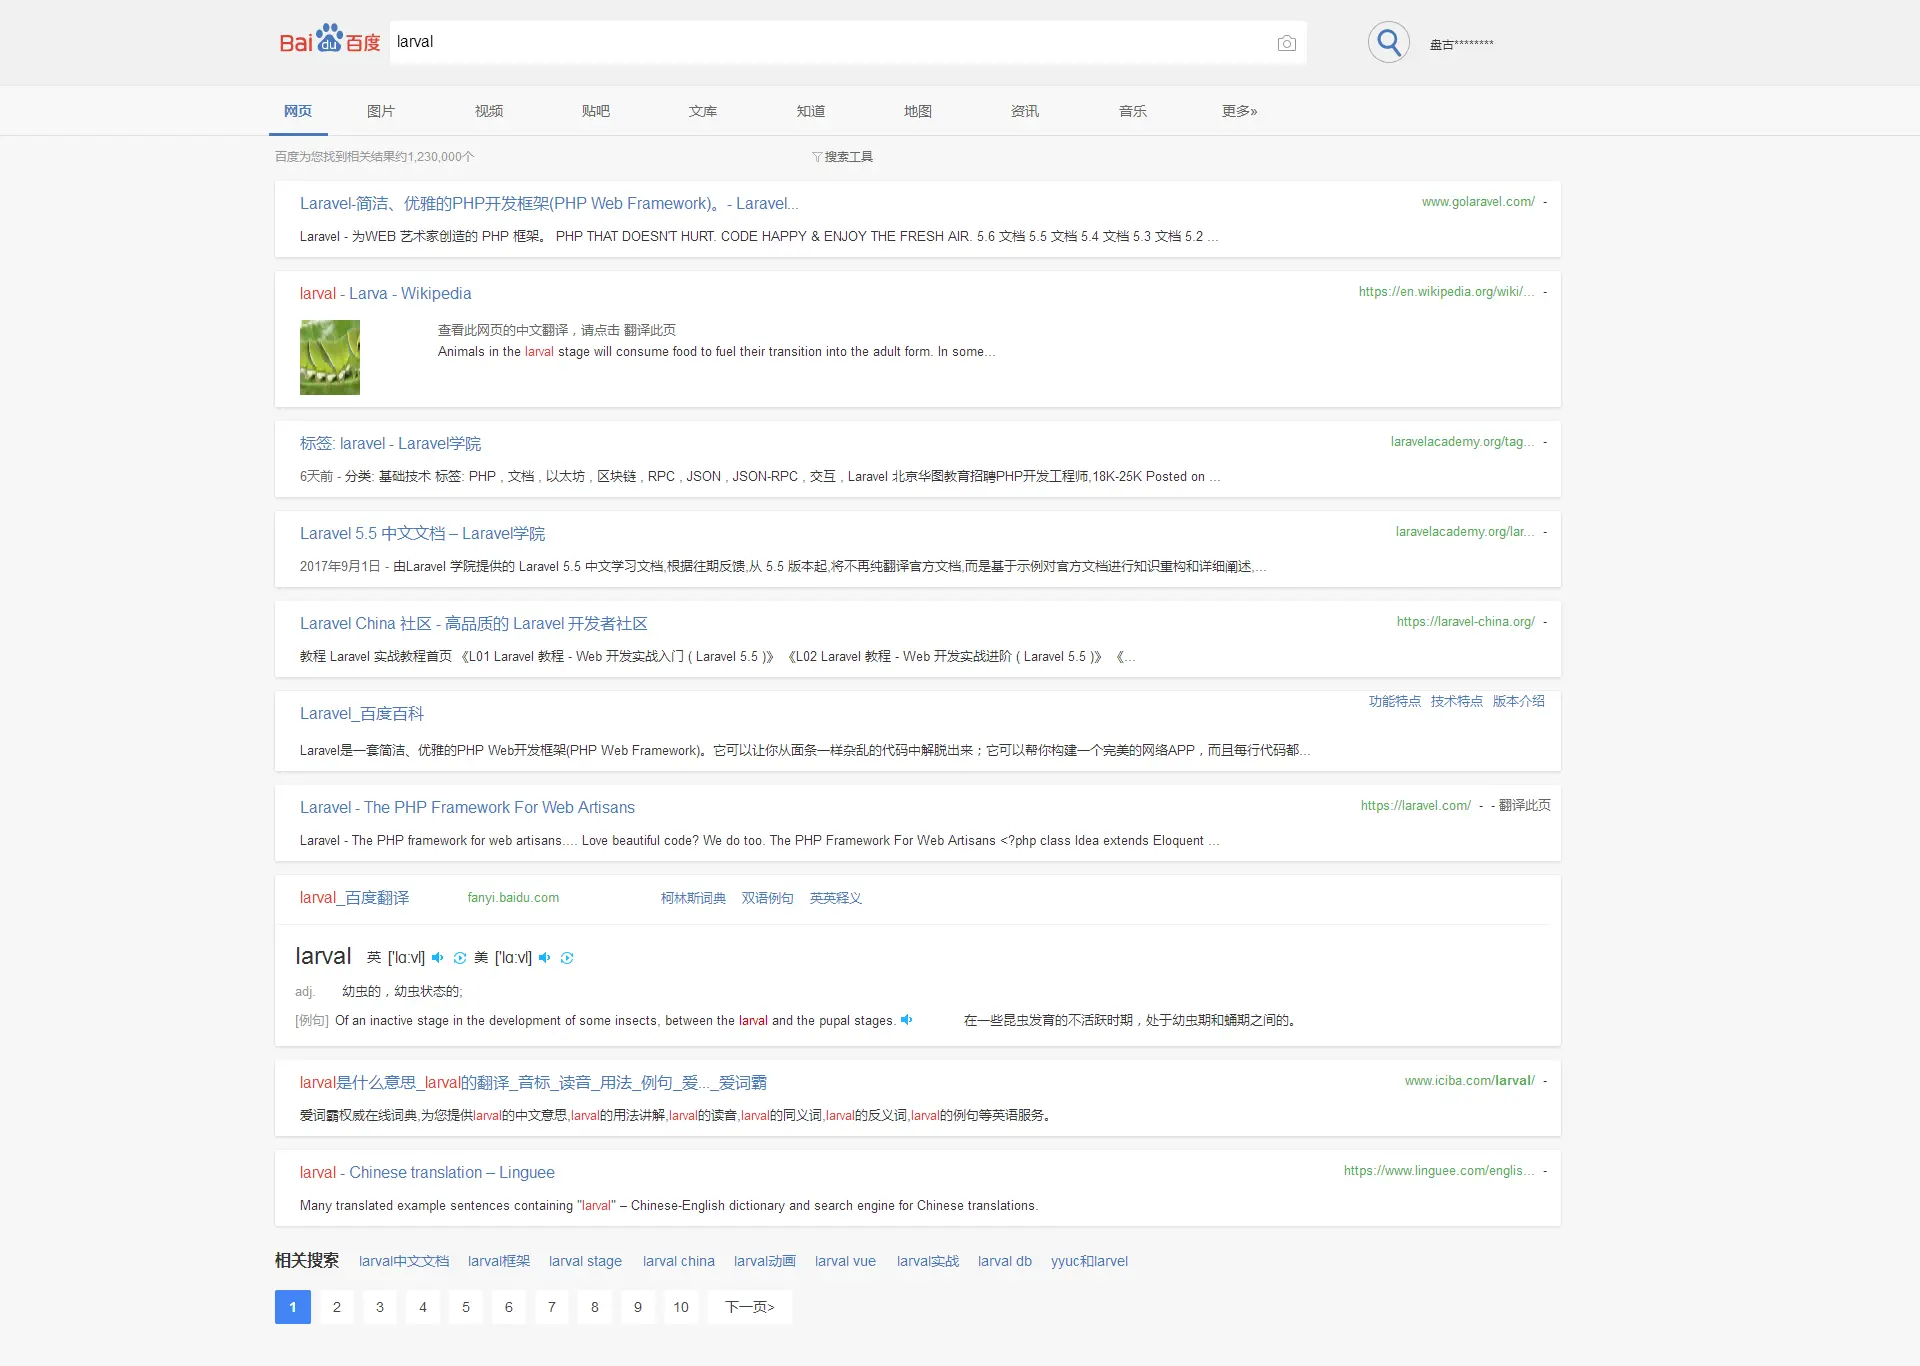 Bai du 百度 larval 盘古********
网页 图片 视频 贴吧 文库 知道 地图 资讯 音乐 更多»
百度为您找到相关结果约1,230,000个 搜索工具
Laravel-简洁、优雅的PHP开发框架(PHP Web Framework)。- Laravel... www.golaravel.com/ -
Laravel - 为WEB 艺术家创造的 PHP 框架。 PHP THAT DOESN'T HURT. CODE HAPPY & ENJOY THE FRESH AIR. 5.6 文档 5.5 文档 5.4 文档 5.3 文档 5.2 ...
larval - Larva - Wikipedia https://en.wikipedia.org/wiki/... -
查看此网页的中文翻译，请点击 翻译此页
Animals in the larval stage will consume food to fuel their transition into the adult form. In some...
标签: laravel - Laravel学院 laravelacademy.org/tag... -
6天前 - 分类: 基础技术 标签: PHP , 文档 , 以太坊 , 区块链 , RPC , JSON , JSON-RPC , 交互 , Laravel 北京华图教育招聘PHP开发工程师,18K-25K Posted on ...
Laravel 5.5 中文文档 – Laravel学院 laravelacademy.org/lar... -
2017年9月1日 - 由Laravel 学院提供的 Laravel 5.5 中文学习文档,根据往期反馈,从 5.5 版本起,将不再纯翻译官方文档,而是基于示例对官方文档进行知识重构和详细阐述,...
Laravel China 社区 - 高品质的 Laravel 开发者社区 https://laravel-china.org/ -
教程 Laravel 实战教程首页 《L01 Laravel 教程 - Web 开发实战入门 ( Laravel 5.5 )》 《L02 Laravel 教程 - Web 开发实战进阶 ( Laravel 5.5 )》 《...
Laravel_百度百科 功能特点 技术特点 版本介绍
Laravel是一套简洁、优雅的PHP Web开发框架(PHP Web Framework)。它可以让你从面条一样杂乱的代码中解脱出来；它可以帮你构建一个完美的网络APP，而且每行代码都...
Laravel - The PHP Framework For Web Artisans https://laravel.com/ - - 翻译此页
Laravel - The PHP framework for web artisans.... Love beautiful code? We do too. The PHP Framework For Web Artisans <?php class Idea extends Eloquent ...
larval_百度翻译 fanyi.baidu.com 柯林斯词典 双语例句 英英释义
larval 英 ['lɑ:vl] 美 ['lɑ:vl]
adj. 幼虫的，幼虫状态的;
[例句] Of an inactive stage in the development of some insects, between the larval and the pupal stages. 在一些昆虫发育的不活跃时期，处于幼虫期和蛹期之间的。
larval是什么意思_larval的翻译_音标_读音_用法_例句_爱..._爱词霸 www.iciba.com/larval/ -
爱词霸权威在线词典,为您提供larval的中文意思,larval的用法讲解,larval的读音,larval的同义词,larval的反义词,larval的例句等英语服务。
larval - Chinese translation – Linguee https://www.linguee.com/englis... -
Many translated example sentences containing "larval" – Chinese-English dictionary and search engine for Chinese translations.
相关搜索 larval中文文档 larval框架 larval stage larval china larval动画 larval vue larval实战 larval db yyuc和larvel
1 2 3 4 5 6 7 8 9 10 下一页>